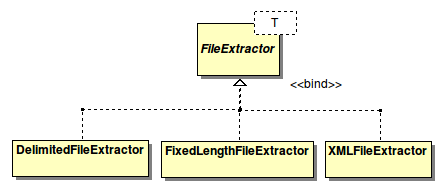 T
FileExtractor
<<bind>>
DelimitedFileExtractor FixedLengthFileExtractor XMLFileExtractor